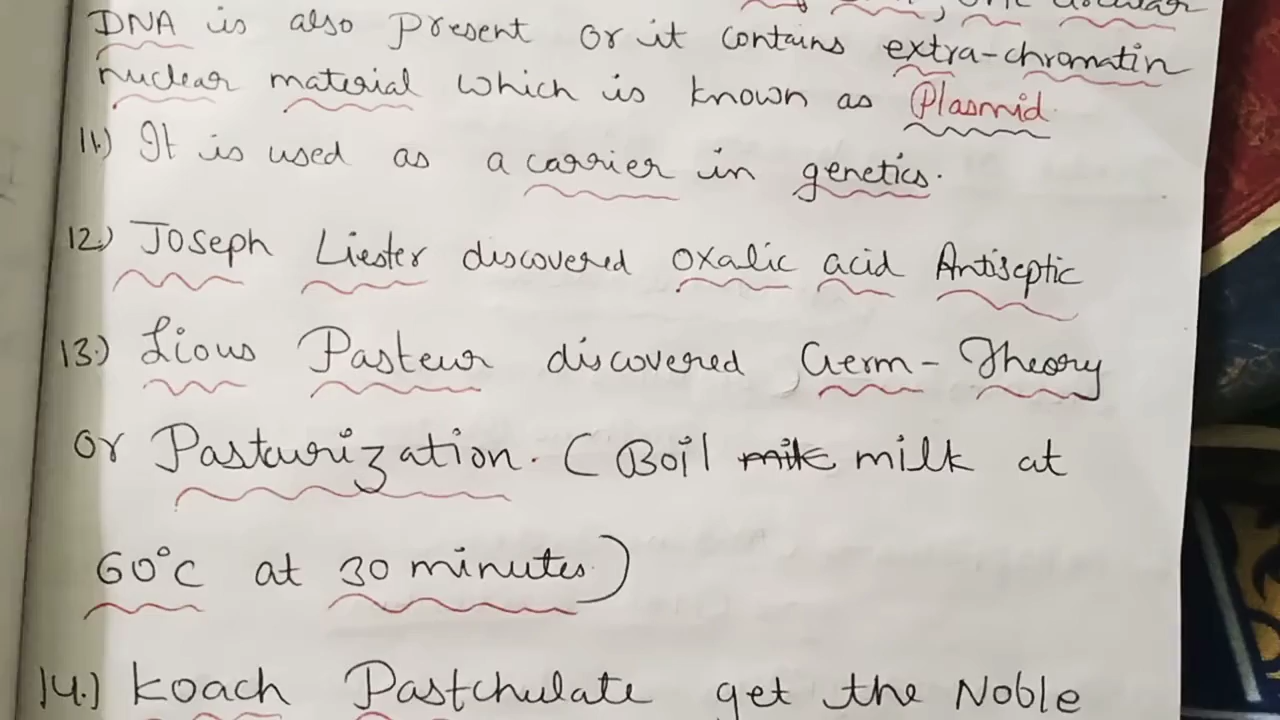 DNA is also Present or it contains extra-chromatin
nuclear material which is known as Plasmid.
11.) It is used as a carrier in genetics.
12.) Joseph Liester discovered oxalic acid Antiseptic
13.) Lious Pasteur discovered Germ-Theory
or Pasturization. (Boil milk milk at
60°C at 30 minutes.)
14.) Koach Pastchulate get the Noble